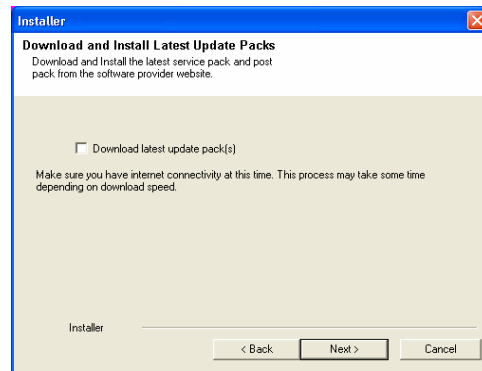 Installer
Download and Install Latest Update Packs
Download and Install the latest service pack and post
pack from the software provider website.
Download latest update pack(s)
Make sure you have internet connectivity at this time. This process may take some time
depending on download speed.
Installer
< Back Next > Cancel